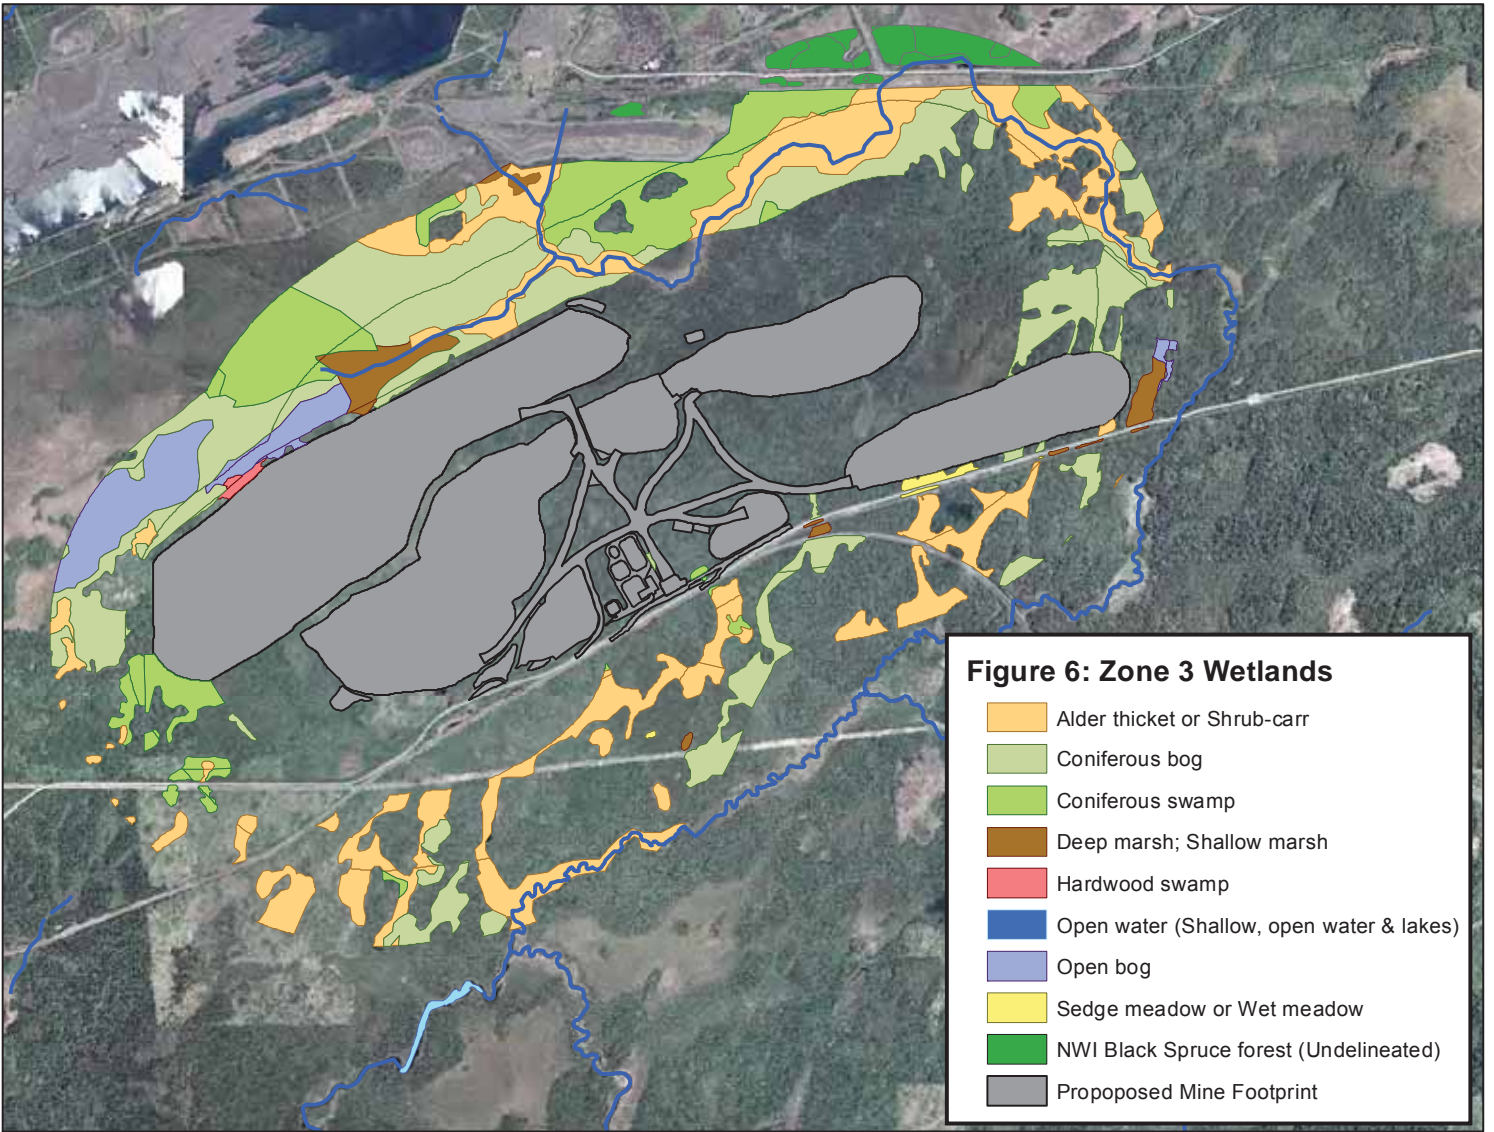 Figure 6: Zone 3 Wetlands
Alder thicket or Shrub-carr
Coniferous bog
Coniferous swamp
Deep marsh; Shallow marsh
Hardwood swamp
Open water (Shallow, open water & lakes)
Open bog
Sedge meadow or Wet meadow
NWI Black Spruce forest (Undelineated)
Propoposed Mine Footprint